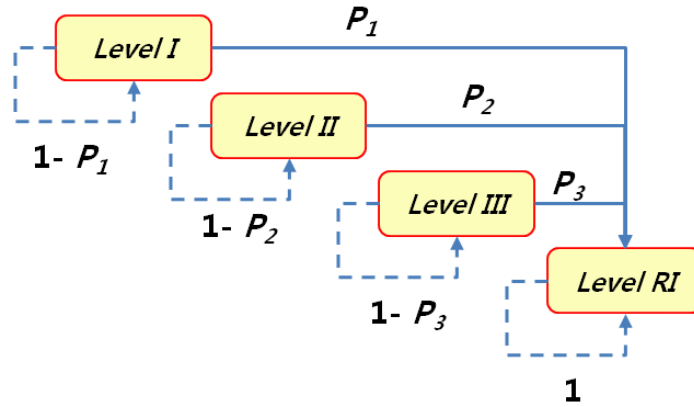 P1
Level I
P2
Level II
1- P1
P3
Level III
1- P2
Level RI
1- P3
1